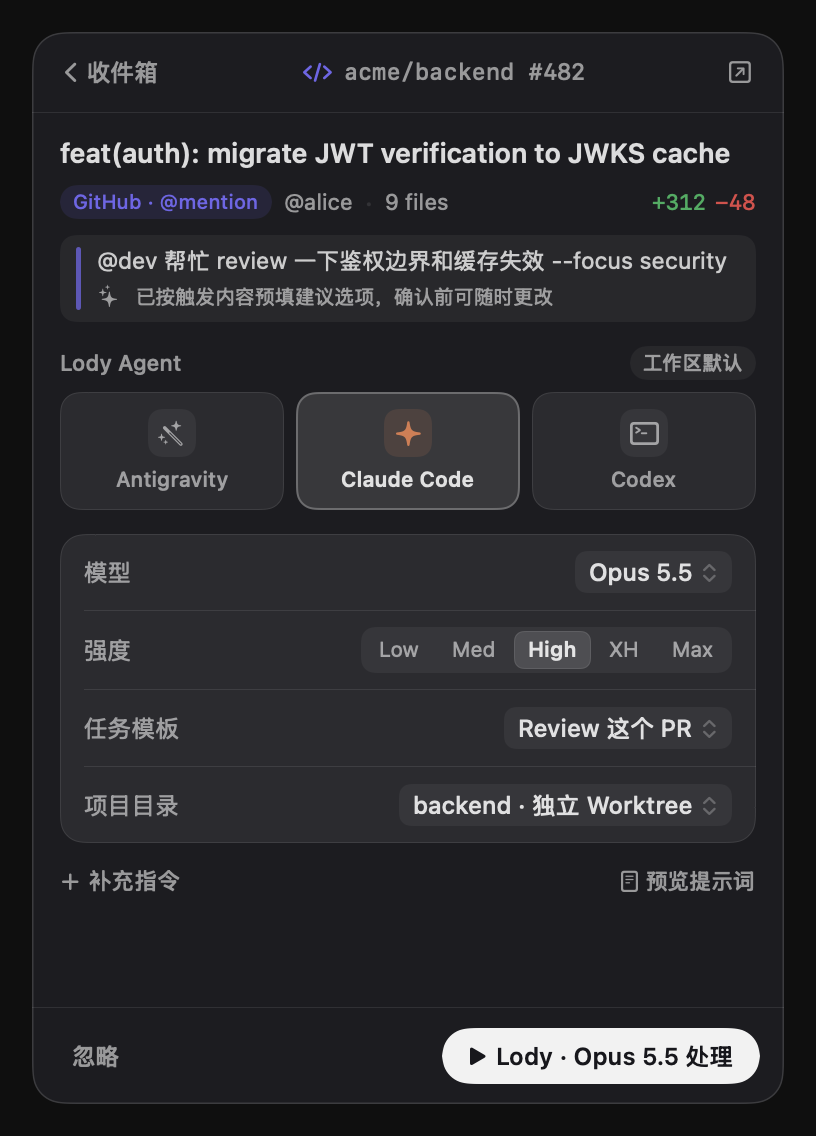 收件箱
</> acme/backend #482
feat(auth): migrate JWT verification to JWKS cache
GitHub · @mention @alice · 9 files +312 −48
@dev 帮忙 review 一下鉴权边界和缓存失效 --focus security
已按触发内容预填建议选项，确认前可随时更改
Lody Agent 工作区默认
Antigravity Claude Code Codex
模型 Opus 5.5
强度 Low Med High XH Max
任务模板 Review 这个 PR
项目目录 backend · 独立 Worktree
+ 补充指令 预览提示词
忽略 Lody · Opus 5.5 处理